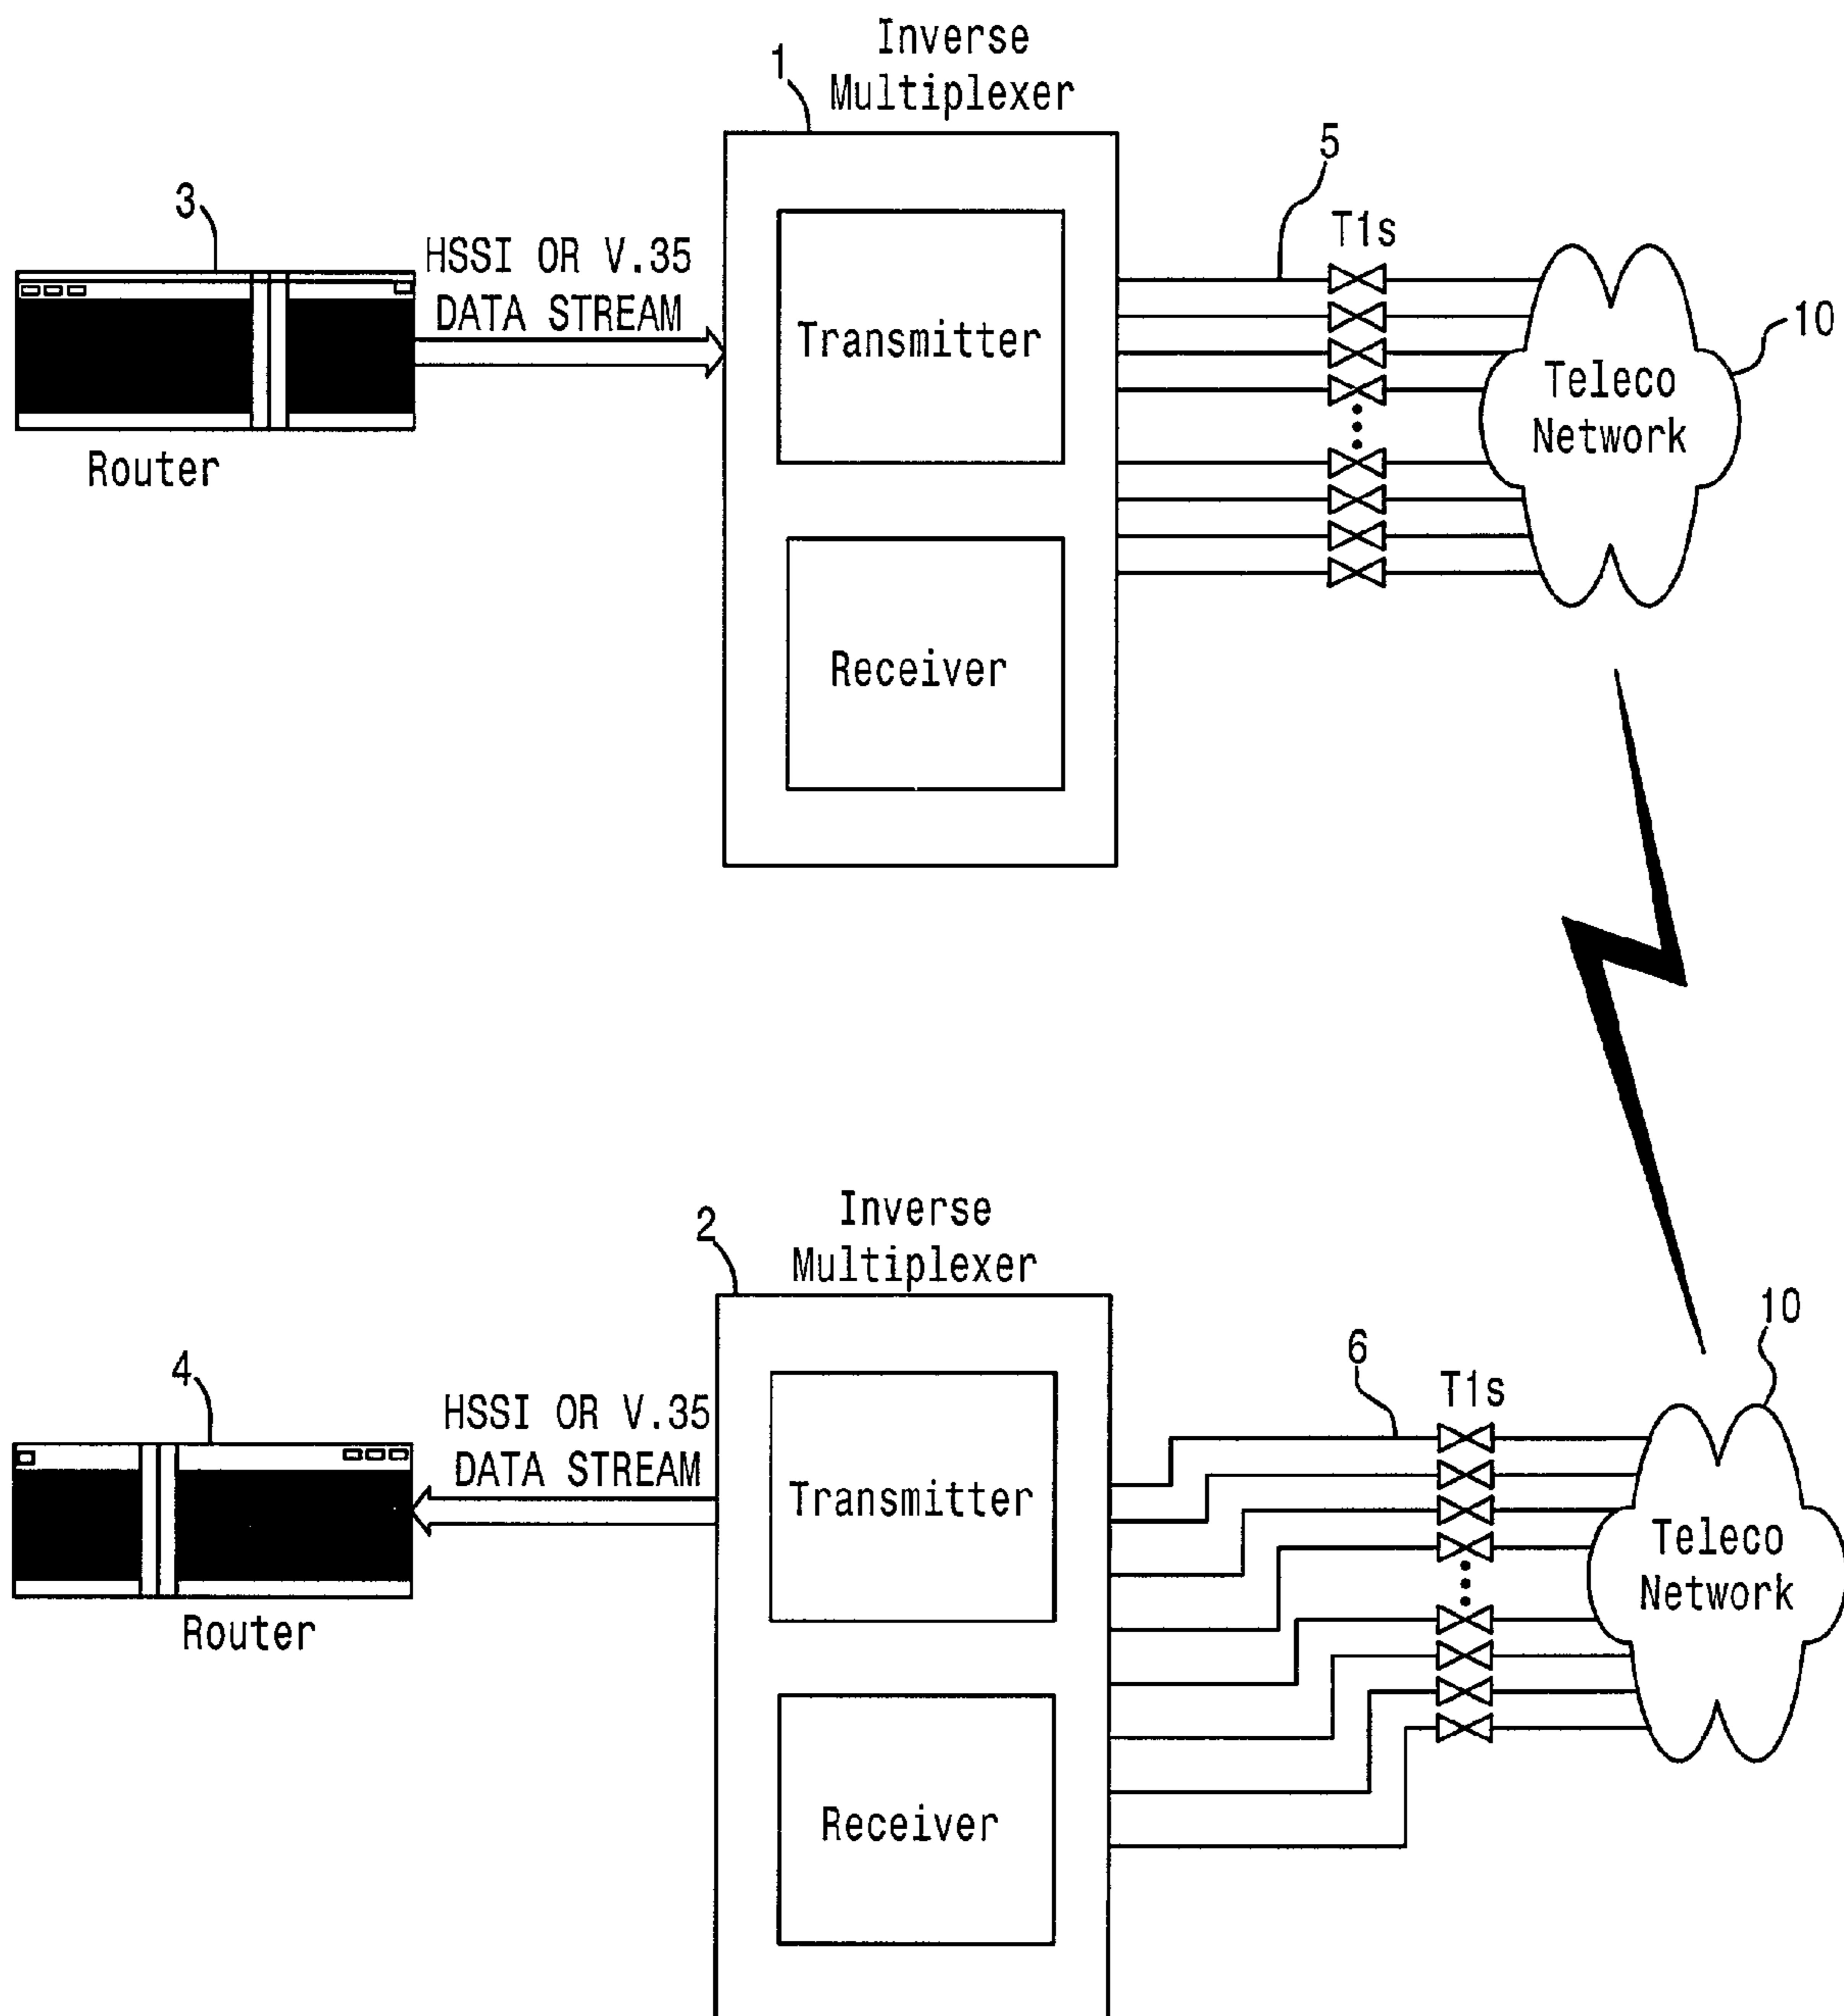 Inverse
Multiplexer
1
5
3
T1s
HSSI OR V.35
DATA STREAM
10
Transmitter
Teleco
Network
Router
Receiver
Inverse
Multiplexer
2
10
6
4
T1s
HSSI OR V.35
DATA STREAM
Transmitter
Teleco
Network
Router
Receiver